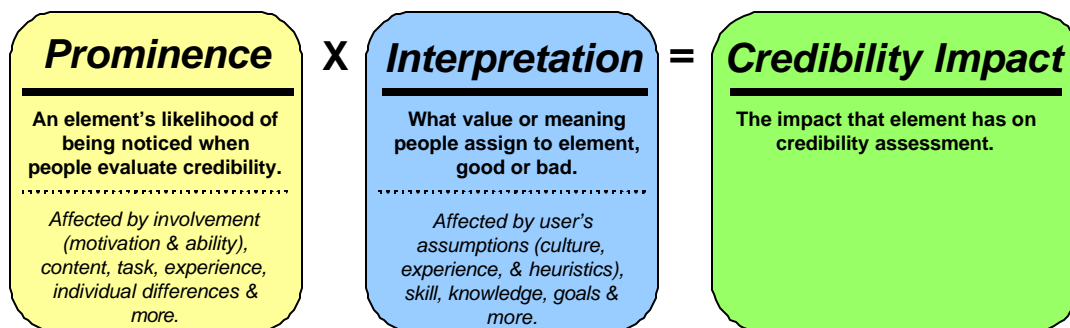 Prominence
An element's likelihood of
being noticed when
people evaluate credibility.
Affected by involvement
(motivation & ability),
content, task, experience,
individual differences &
more.
X
Interpretation
What value or meaning
people assign to element,
good or bad.
Affected by user's
assumptions (culture,
experience, & heuristics),
skill, knowledge, goals &
more.
=
Credibility Impact
The impact that element has on
credibility assessment.